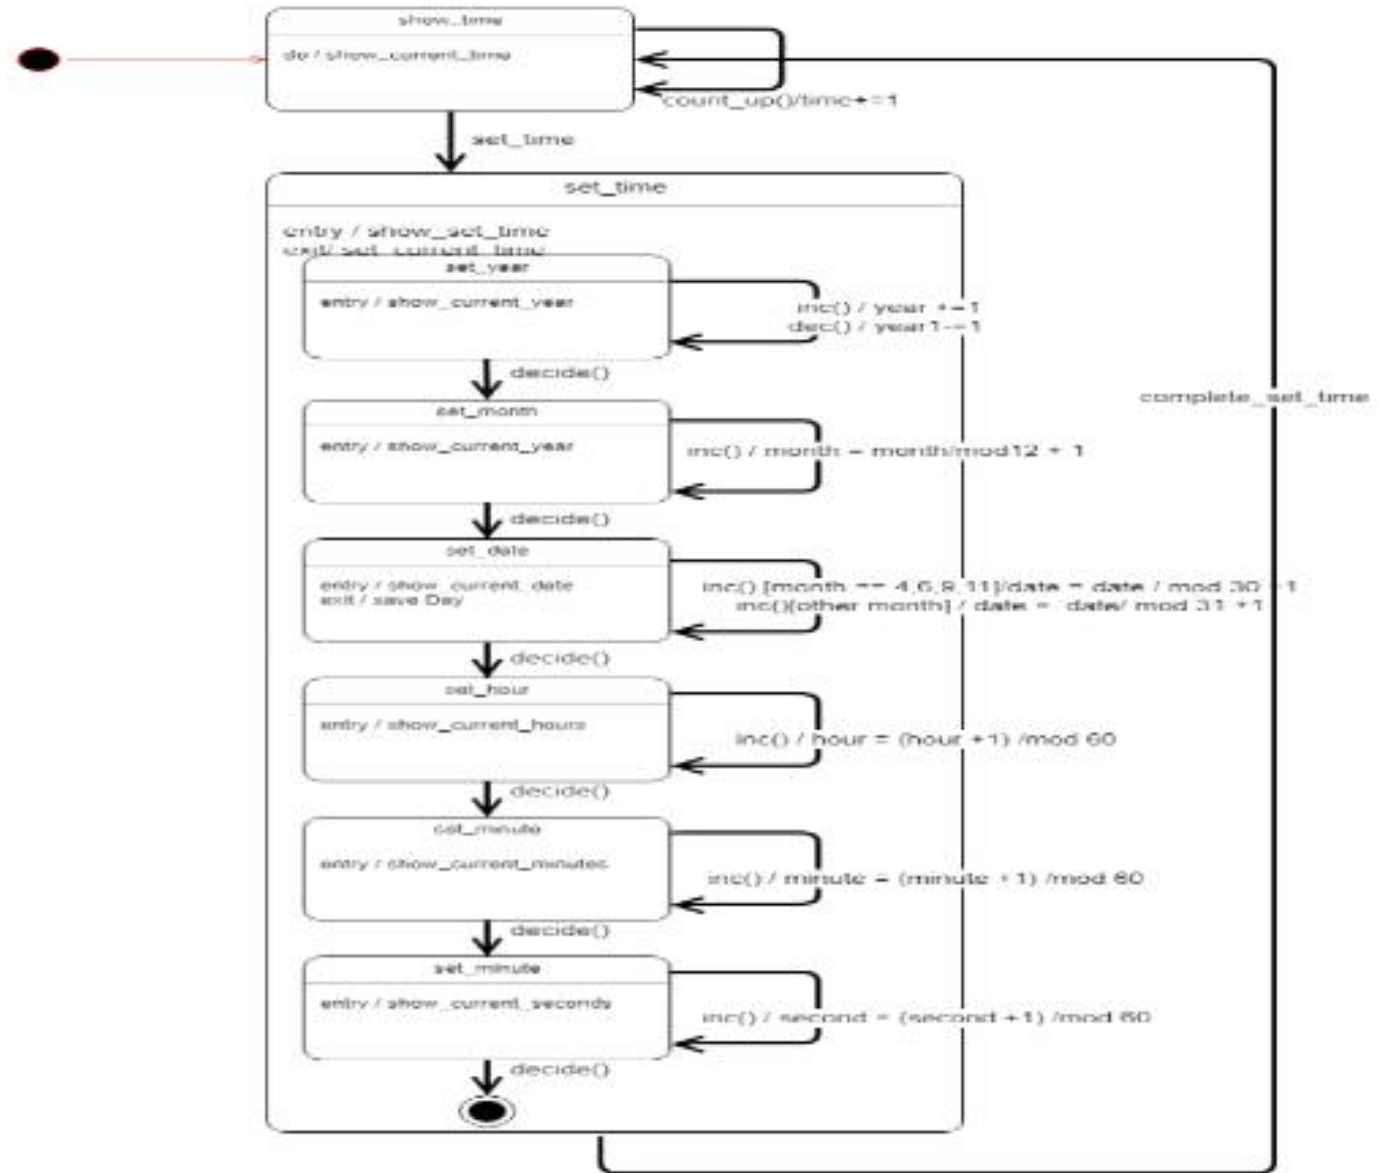 show_time
do / show_current_time
count_up()/time+=1
set_time
set_time
entry / show_set_time
exit/ set_current_time
set_year
entry / show_current_year
inc() / year +=1
dec() / year1-=1
decide()
complete_set_time
set_month
entry / show_current_year
inc() / month = month/mod12 + 1
decide()
set_date
entry / show_current_date
exit / save Day
inc() [month == 4,6,9,11]/date = date / mod 30 +1
inc()[other month] / date = date/ mod 31 +1
decide()
set_hour
entry / show_current_hours
inc() / hour = (hour +1) /mod 60
decide()
set_minute
entry / show_current_minutes
inc() / minute = (minute +1) /mod 60
decide()
set_minute
entry / show_current_seconds
inc() / second = (second +1) /mod 60
decide()